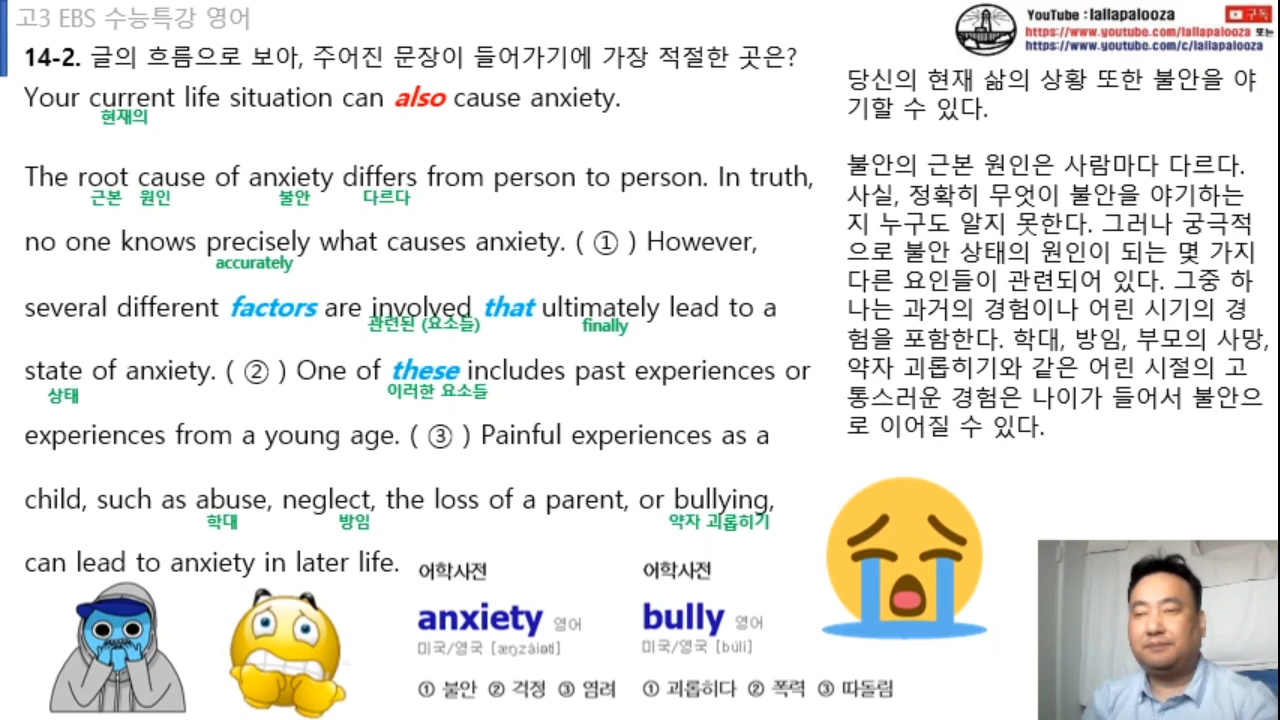 고3 EBS 수능특강 영어
YouTube : lallapalooza
구독
https://www.youtube.com/lallapalooza 또는
https://www.youtube.com/c/lallapalooza
14-2. 글의 흐름으로 보아, 주어진 문장이 들어가기에 가장 적절한 곳은?
Your current life situation can also cause anxiety.
현재의
The root cause of anxiety differs from person to person. In truth,
근본 원인 불안 다르다
no one knows precisely what causes anxiety. ( ① ) However,
accurately
several different factors are involved that ultimately lead to a
관련된 (요소들) finally
state of anxiety. ( ② ) One of these includes past experiences or
상태 이러한 요소들
experiences from a young age. ( ③ ) Painful experiences as a
child, such as abuse, neglect, the loss of a parent, or bullying,
학대 방임 약자 괴롭히기
can lead to anxiety in later life.
당신의 현재 삶의 상황 또한 불안을 야
기할 수 있다.
불안의 근본 원인은 사람마다 다르다.
사실, 정확히 무엇이 불안을 야기하는
지 누구도 알지 못한다. 그러나 궁극적
으로 불안 상태의 원인이 되는 몇 가지
다른 요인들이 관련되어 있다. 그중 하
나는 과거의 경험이나 어린 시기의 경
험을 포함한다. 학대, 방임, 부모의 사망,
약자 괴롭히기와 같은 어린 시절의 고
통스러운 경험은 나이가 들어서 불안으
로 이어질 수 있다.
어학사전
anxiety 영어
미국/영국 [æŋzáiəti]
① 불안 ② 걱정 ③ 염려
어학사전
bully 영어
미국/영국 [búli]
① 괴롭히다 ② 폭력 ③ 따돌림